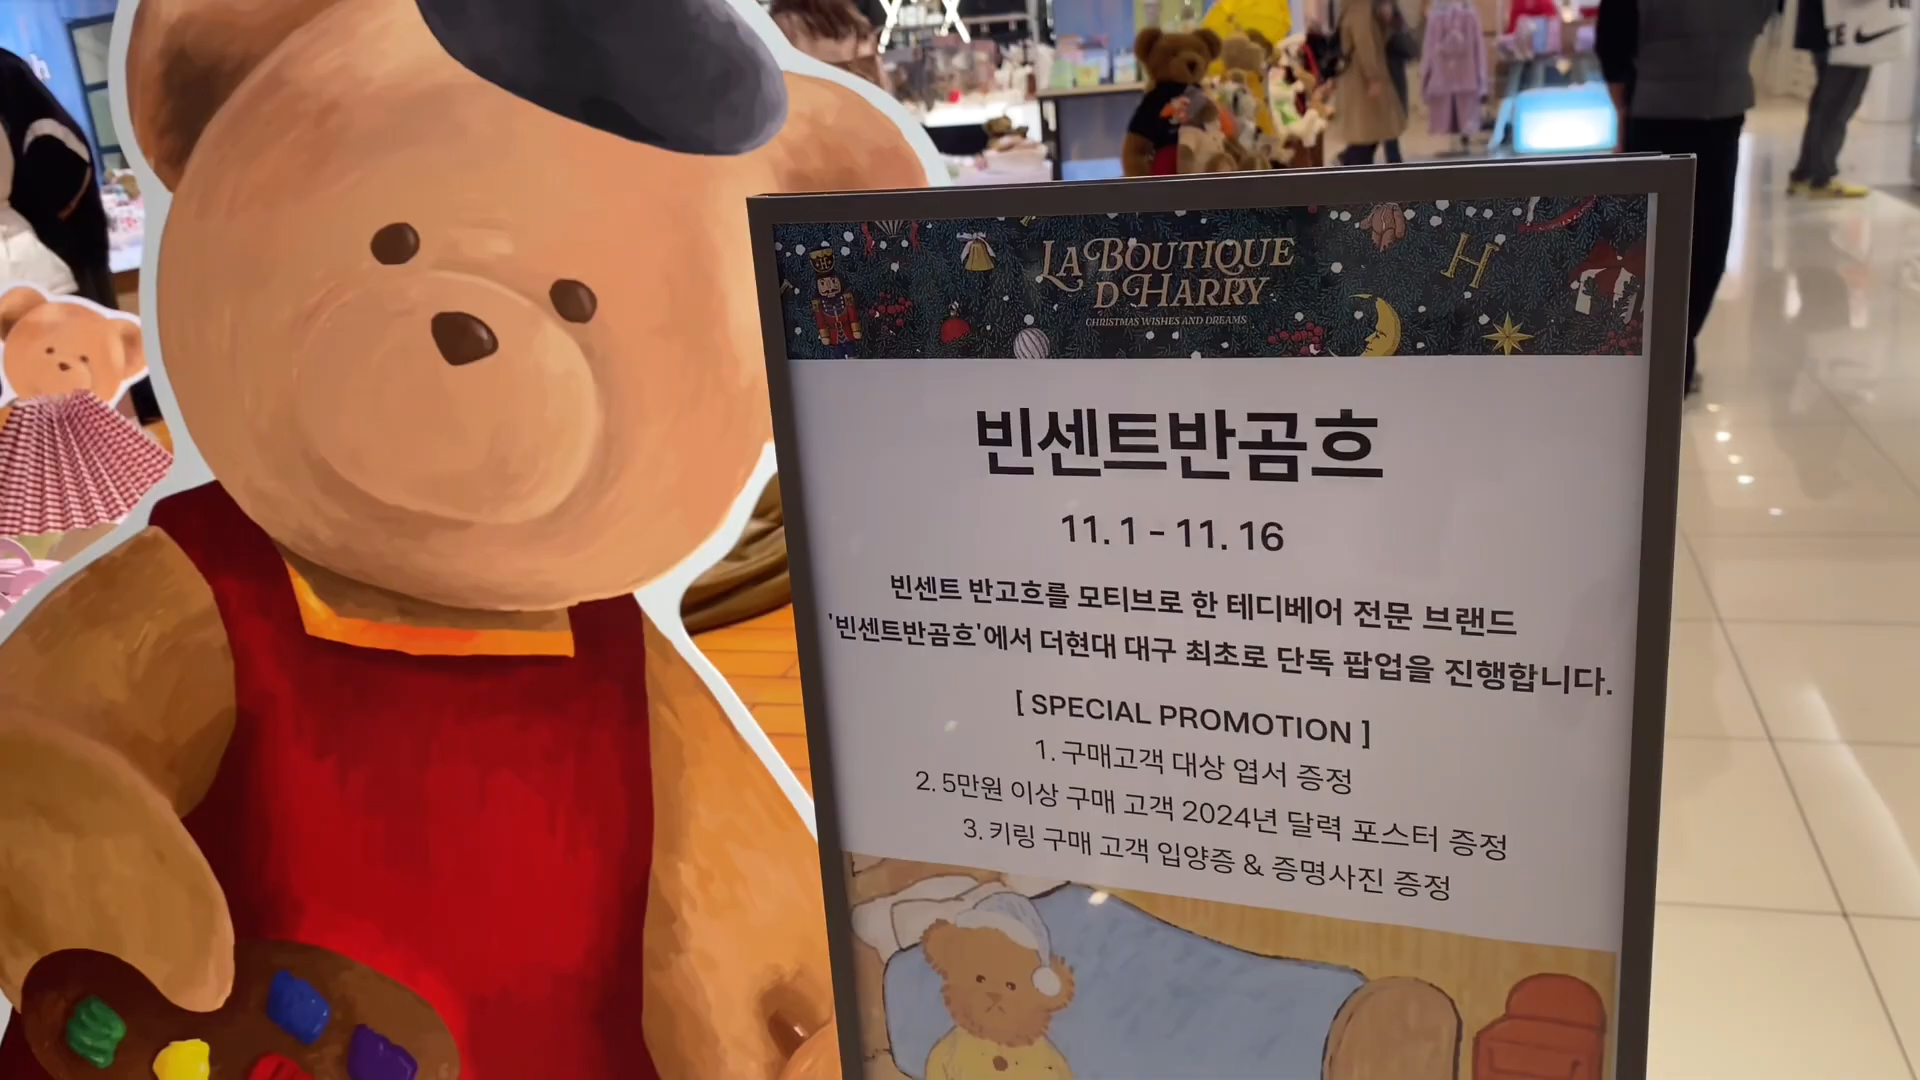 LA BOUTIQUE
D'HARRY
CHRISTMAS WISHES AND DREAMS
H
빈센트반곰흐
11. 1 - 11. 16
빈센트 반고흐를 모티브로 한 테디베어 전문 브랜드
'빈센트반곰흐'에서 더현대 대구 최초로 단독 팝업을 진행합니다.
[ SPECIAL PROMOTION ]
1. 구매고객 대상 엽서 증정
2. 5만원 이상 구매 고객 2024년 달력 포스터 증정
3. 키링 구매 고객 입양증 & 증명사진 증정